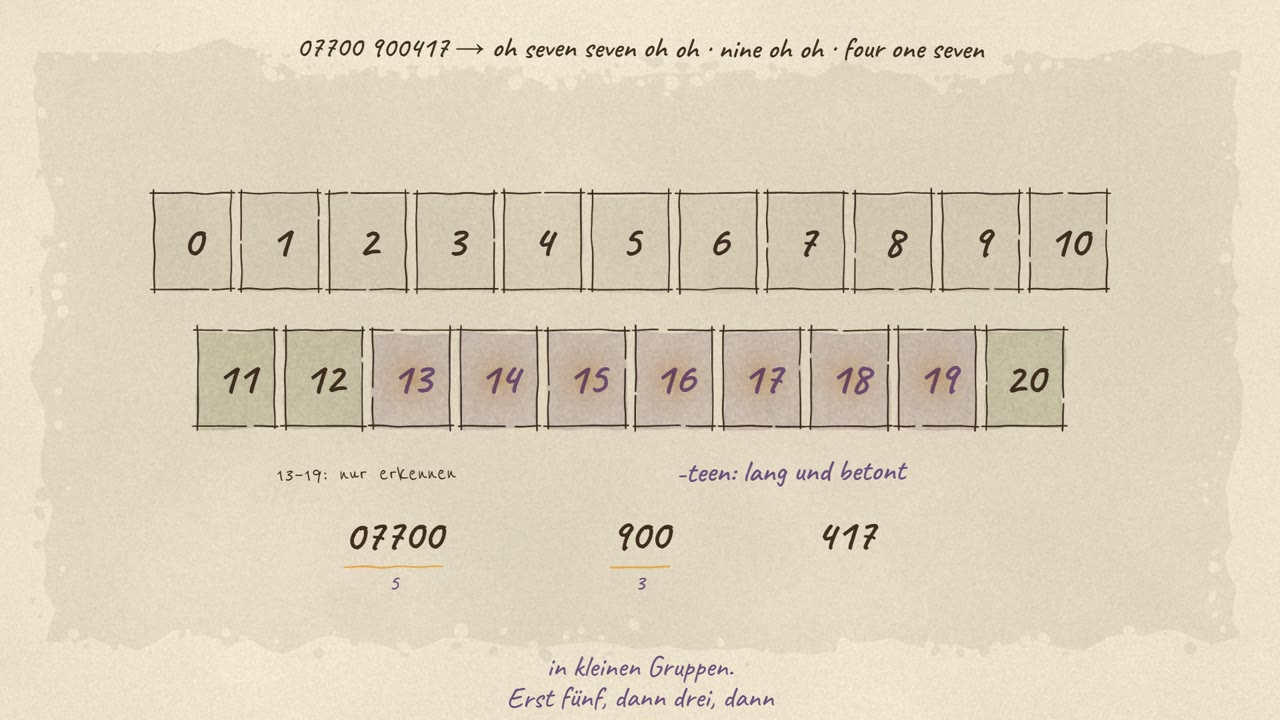 07700 900417 → oh seven seven oh oh · nine oh oh · four one seven
0 1 2 3 4 5 6 7 8 9 10
11 12 13 14 15 16 17 18 19 20
13–19: nur erkennen
-teen: lang und betont
07700 900 417
5 3
in kleinen Gruppen.
Erst fünf, dann drei, dann